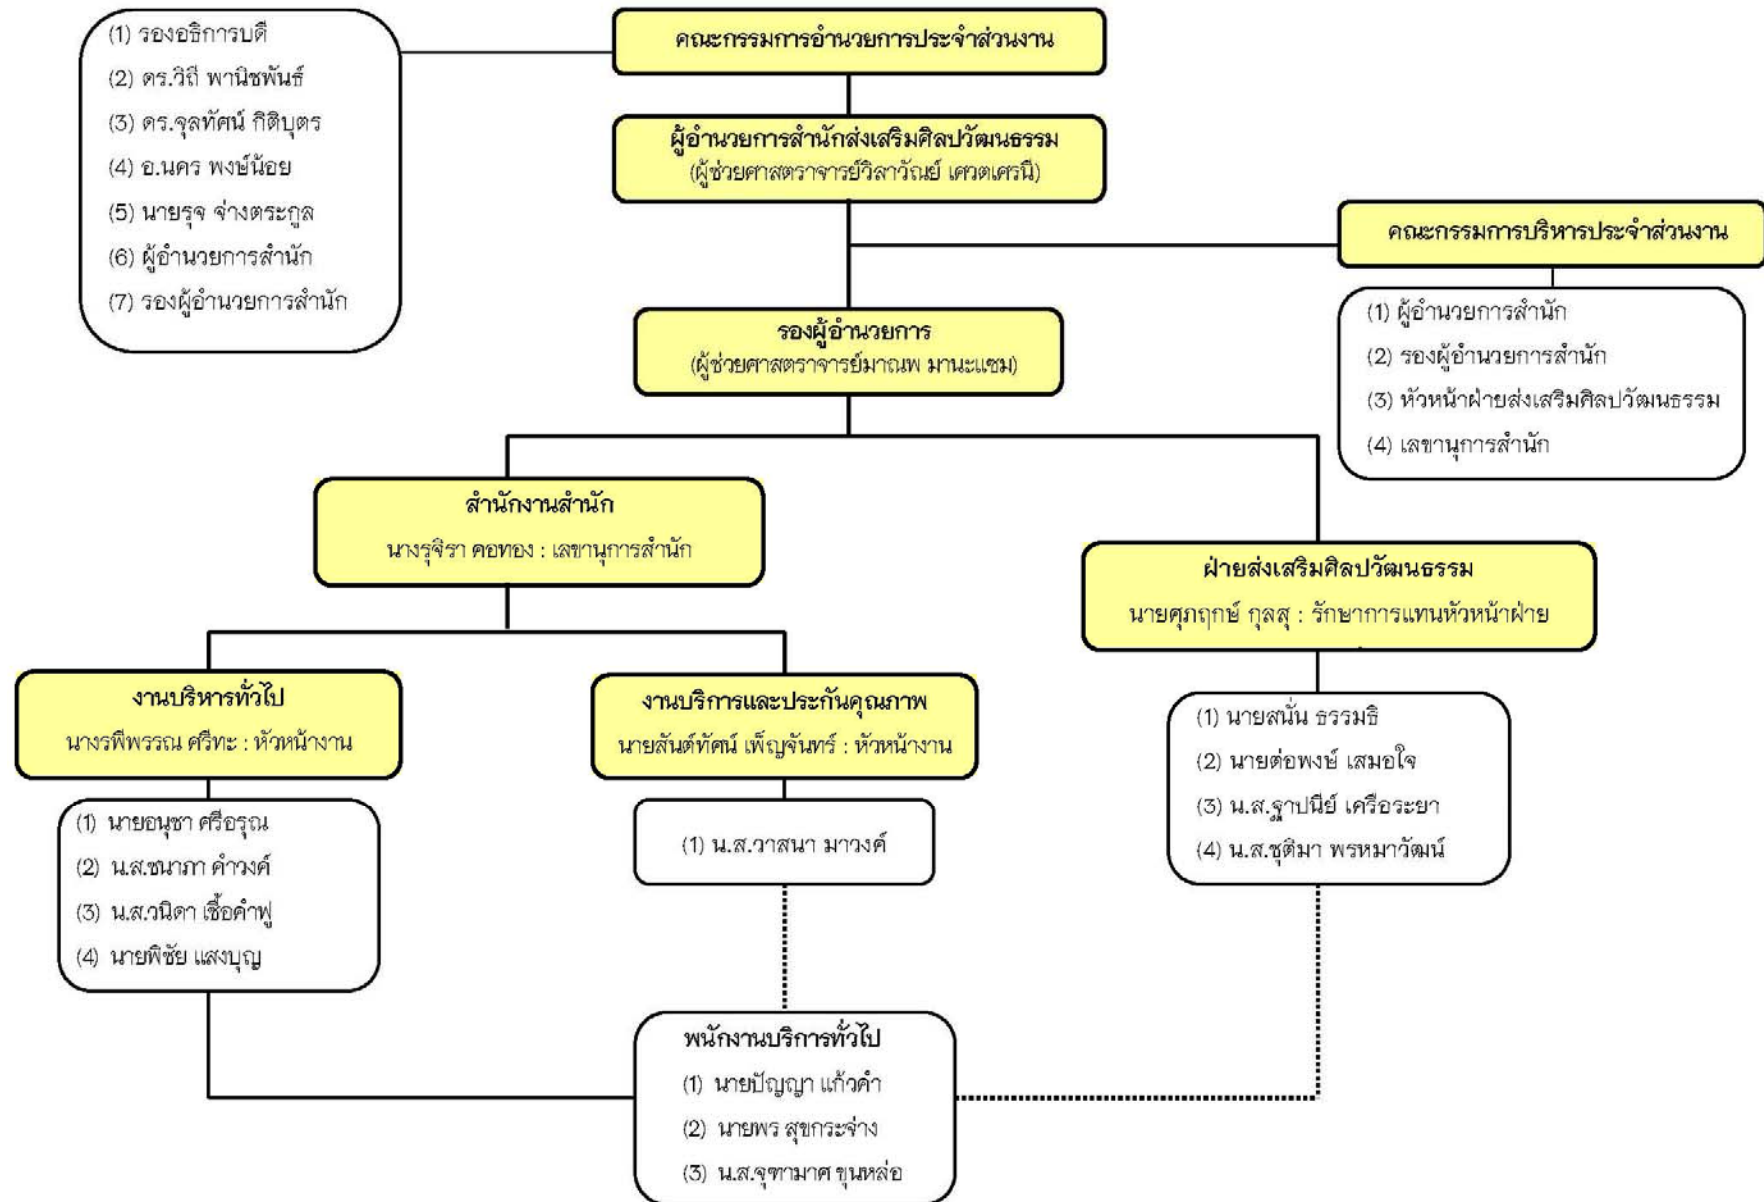 (1) รองอธิการบดี
(2) ดร.วิถี พานิชพันธ์
(3) ดร.จุลทัศน์ กิติบุตร
(4) อ.นคร พงษ์น้อย
(5) นายรุจ จ่างตระกูล
(6) ผู้อำนวยการสำนัก
(7) รองผู้อำนวยการสำนัก
คณะกรรมการอำนวยการประจำส่วนงาน
ผู้อำนวยการสำนักส่งเสริมศิลปวัฒนธรรม
(ผู้ช่วยศาสตราจารย์วิลาวัณย์ เศวตเศรนี)
คณะกรรมการบริหารประจำส่วนงาน
(1) ผู้อำนวยการสำนัก
(2) รองผู้อำนวยการสำนัก
(3) หัวหน้าฝ่ายส่งเสริมศิลปวัฒนธรรม
(4) เลขานุการสำนัก
รองผู้อำนวยการ
(ผู้ช่วยศาสตราจารย์มาณพ มานะแซม)
สำนักงานสำนัก
นางรุจิรา คอทอง : เลขานุการสำนัก
ฝ่ายส่งเสริมศิลปวัฒนธรรม
นายศุภฤกษ์ กุลสุ : รักษาการแทนหัวหน้าฝ่าย
งานบริหารทั่วไป
นางรพีพรรณ ศรีทะ : หัวหน้างาน
งานบริการและประกันคุณภาพ
นายสันต์ทัศน์ เพ็ญจันทร์ : หัวหน้างาน
(1) นายสนั่น ธรรมธิ
(2) นายต่อพงษ์ เสมอใจ
(3) น.ส.ฐาปนีย์ เครือระยา
(4) น.ส.ชุติมา พรหมาวัฒน์
(1) นายอนุชา ศรีอรุณ
(2) น.ส.ชนาภา คำวงค์
(3) น.ส.วนิดา เชื้อคำฟู
(4) นายพิชัย แสงบุญ
(1) น.ส.วาสนา มาวงค์
พนักงานบริการทั่วไป
(1) นายปัญญา แก้วคำ
(2) นายพร สุขกระจ่าง
(3) น.ส.จุฑามาศ ขุนหล่อ